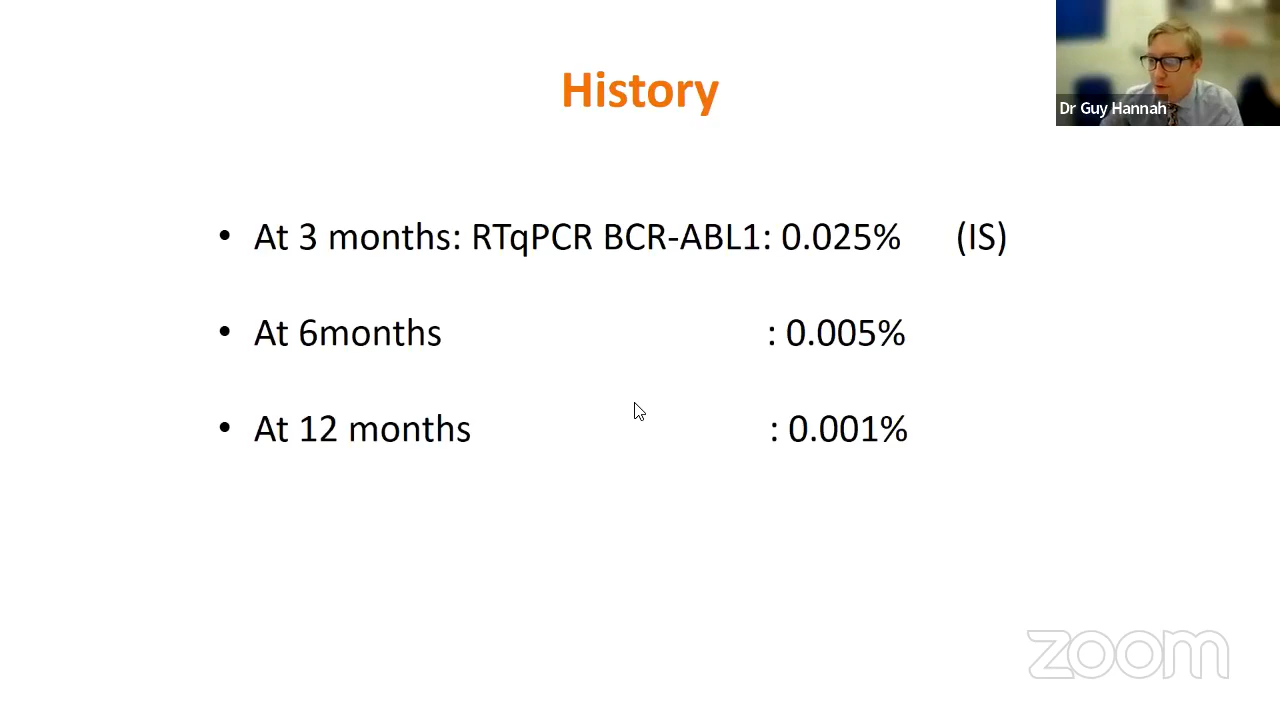 History
Dr Guy Hannah
• At 3 months: RTqPCR BCR-ABL1: 0.025% (IS)
• At 6months : 0.005%
• At 12 months : 0.001%
zoom